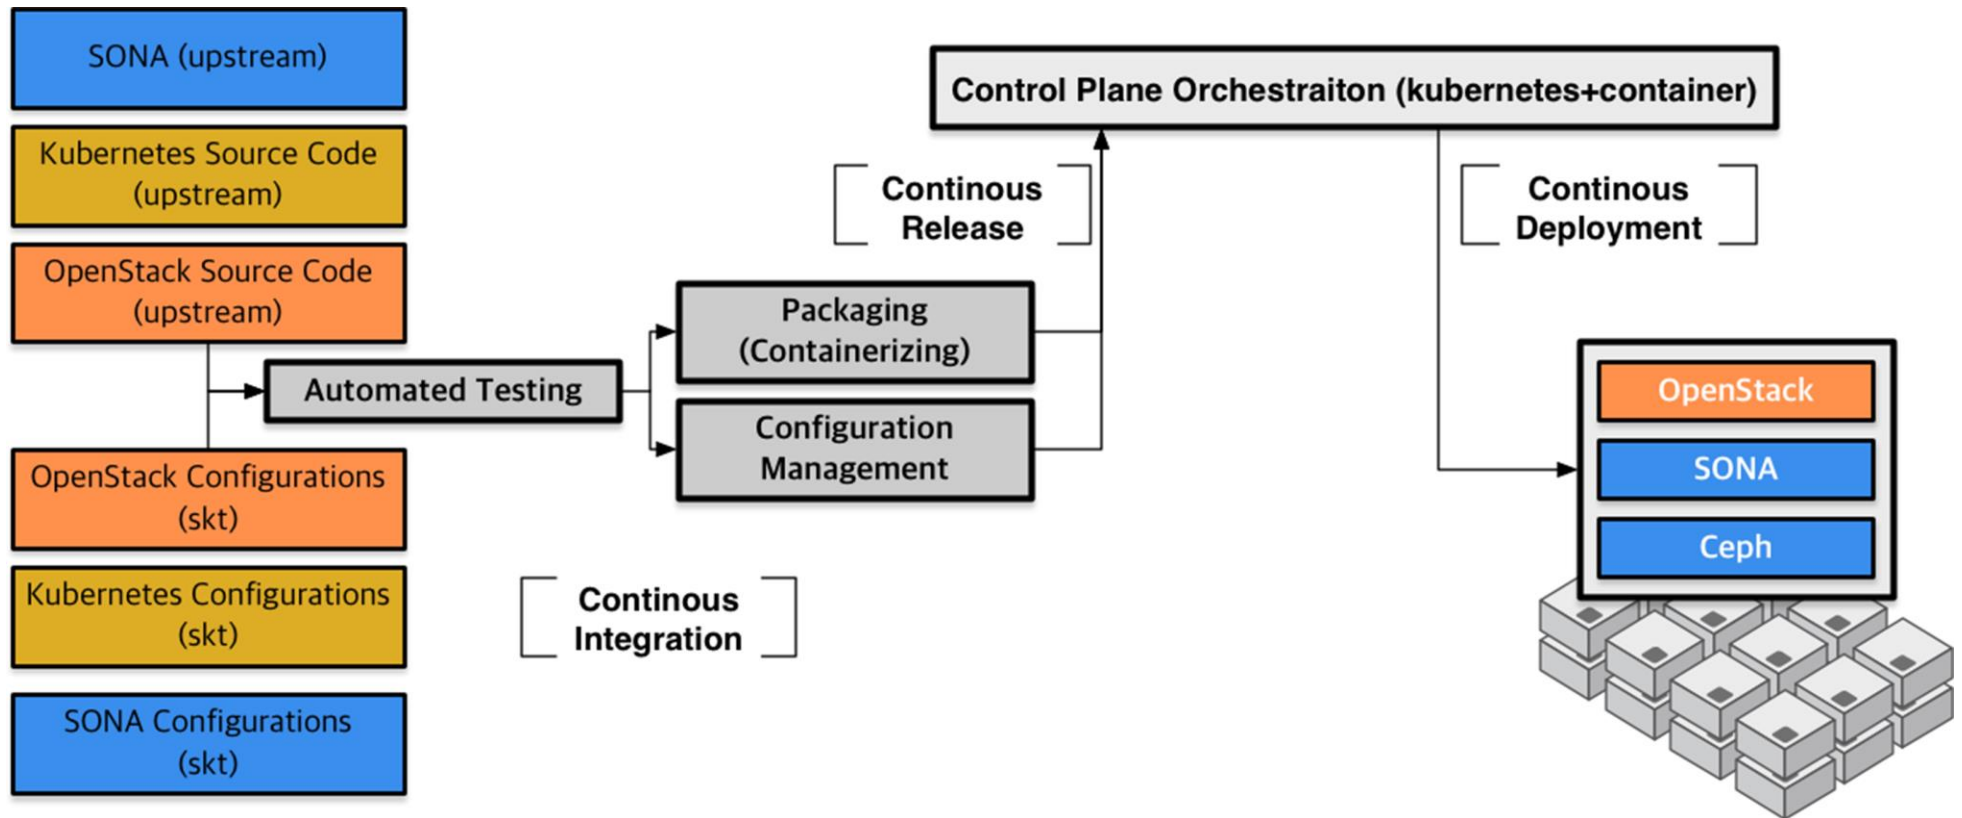 SONA (upstream)
Kubernetes Source Code
(upstream)
OpenStack Source Code
(upstream)
OpenStack Configurations
(skt)
Kubernetes Configurations
(skt)
SONA Configurations
(skt)
Automated Testing
Packaging
(Containerizing)
Configuration
Management
Continous
Integration
Continous
Release
Control Plane Orchestraiton (kubernetes+container)
Continous
Deployment
OpenStack
SONA
Ceph